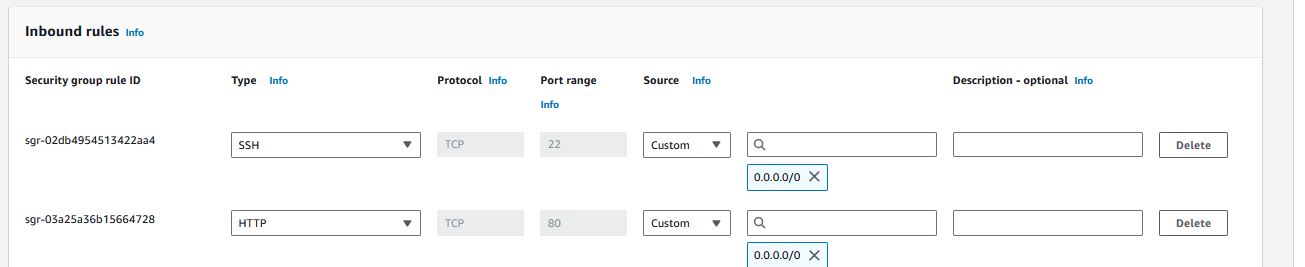 Inbound rules Info
Security group rule ID Type Info Protocol Info Port range Info Source Info Description - optional Info
sgr-02db4954513422aa4 SSH TCP 22 Custom Delete
0.0.0.0/0
sgr-03a25a36b15664728 HTTP TCP 80 Custom Delete
0.0.0.0/0